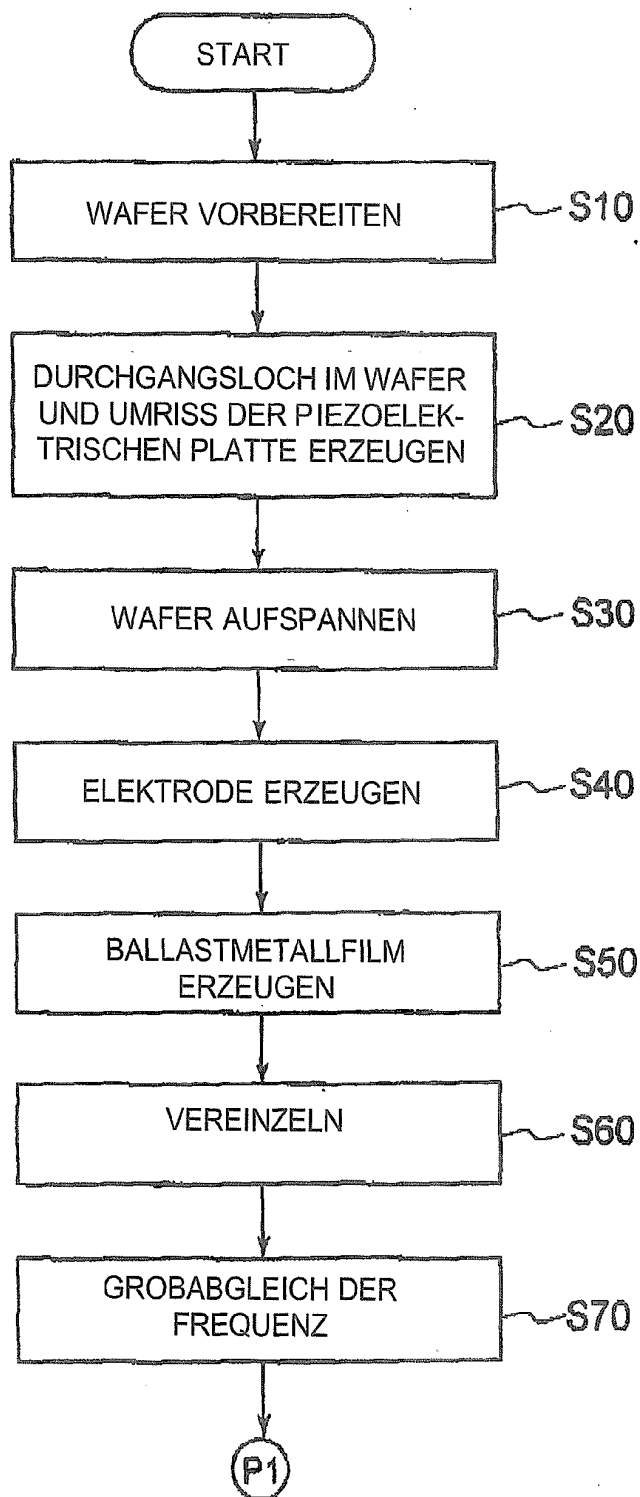 START
WAFER VORBEREITEN
S10
DURCHGANGSLOCH IM WAFER
UND UMRISS DER PIEZOELEK-
TRISCHEN PLATTE ERZEUGEN
S20
WAFER AUFSPANNEN
S30
ELEKTRODE ERZEUGEN
S40
BALLASTMETALLFILM
ERZEUGEN
S50
VEREINZELN
S60
GROBABGLEICH DER
FREQUENZ
S70
P1